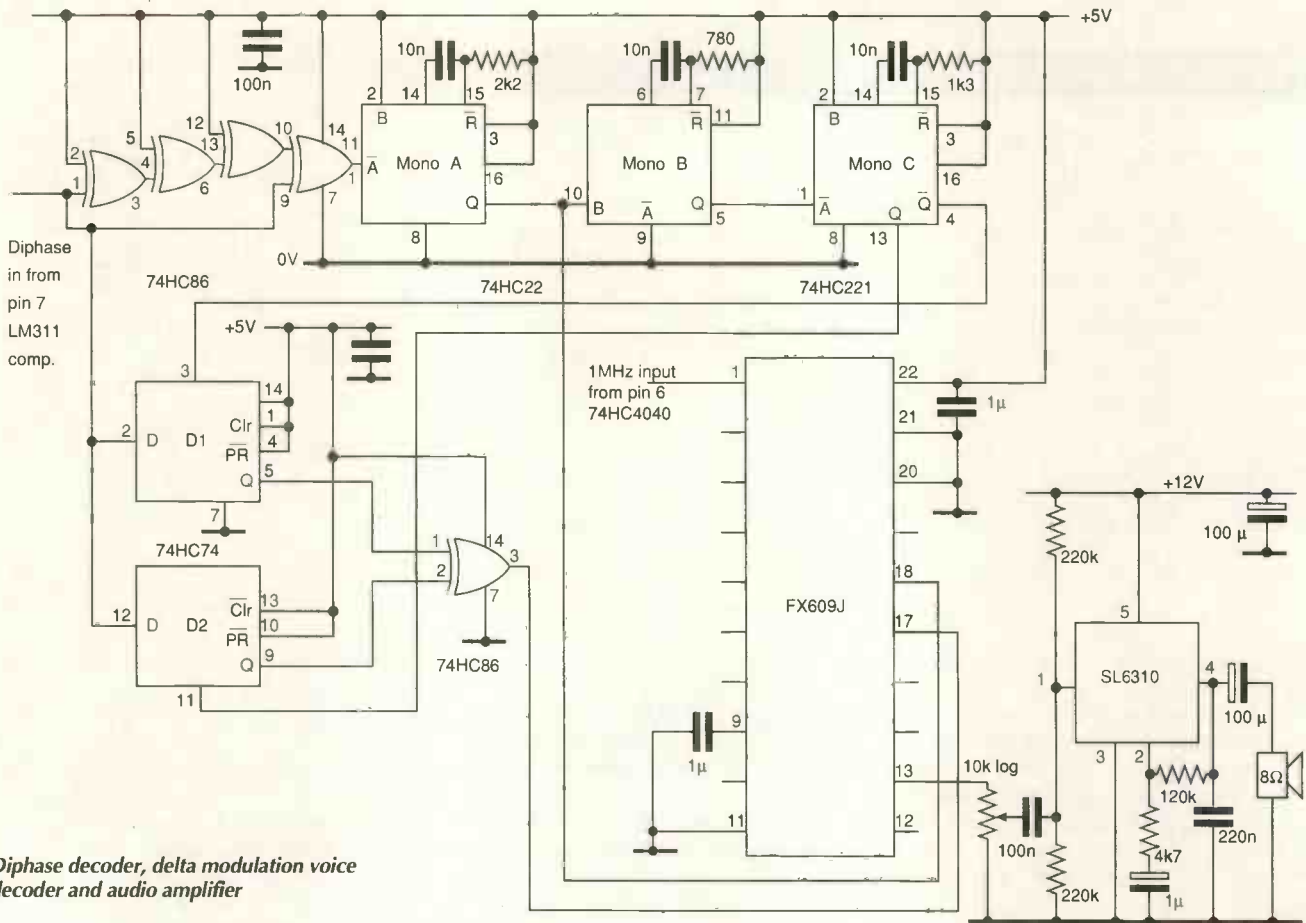 +5V
10n
780
10n
10n
100n
2k2
1k3
2
14
15
6
7
2
14
15
B
R
3
R
11
B
R
3
12
5
10
14
11
2
4
13
A
Mono A
Mono B
Mono C
16
16
1
3
6
9
7
1
Q
10
B
A
Q
5
1
A
Q
Q
4
8
9
8
13
Diphase
in from
pin 7
LM311
comp.
0V
74HC86
74HC22
74HC221
+5V
3
14
1MHz input
from pin 6
74HC4040
1
22
1µ
Clr
1
21
2
D
D1
PR
4
Q
5
20
+12V
7
100 µ
74HC74
1
14
3
2
220k
7
18
5
12
D
D2
Clr
13
FX609J
PR
10
17
Q
9
74HC86
SL6310
1
4
11
100 µ
9
3
2
1µ
13
10k log
120k
8Ω
11
12
100n
220n
4k7
220k
1µ
Diphase decoder, delta modulation voice
decoder and audio amplifier